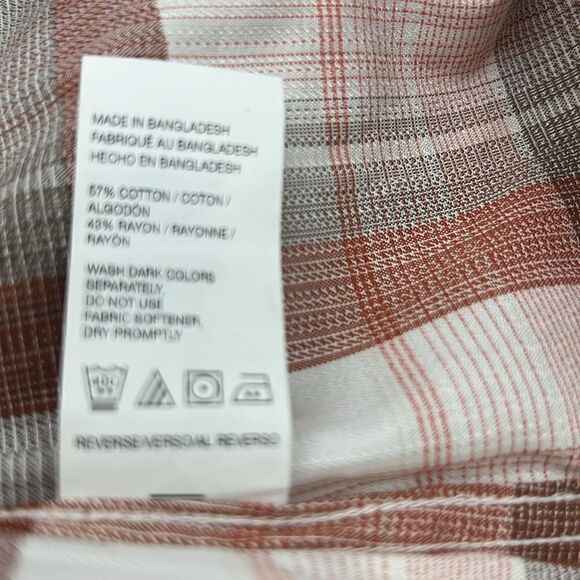 MADE IN BANGLADESH
FABRIQUÉ AU BANGLADESH
HECHO EN BANGLADESH
57% COTTON / COTON /
ALGODÓN
43% RAYON / RAYONNE /
RAYÓN
WASH DARK COLORS
SEPARATELY.
DO NOT USE
FABRIC SOFTENER.
DRY PROMPTLY
40C
REVERSE/VERSO/AL REVERSO